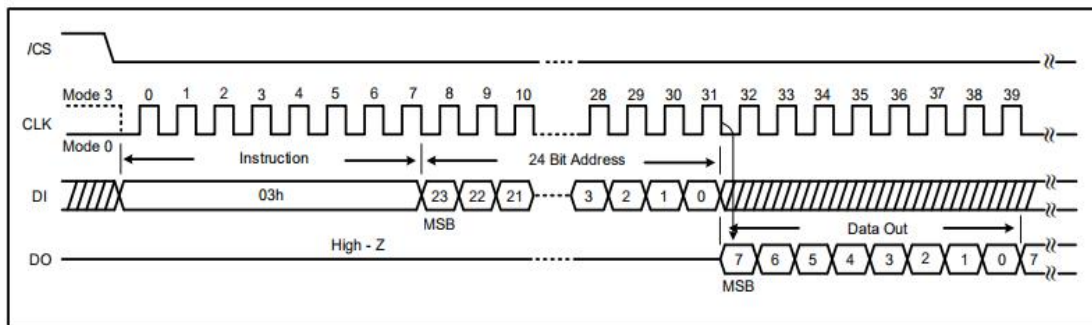 /CS
Mode 3 0 1 2 3 4 5 6 7 8 9 10 28 29 30 31 32 33 34 35 36 37 38 39
CLK
Mode 0
Instruction 24 Bit Address
DI 03h 23 22 21 3 2 1 0
MSB Data Out
High - Z
DO 7 6 5 4 3 2 1 0 7
MSB